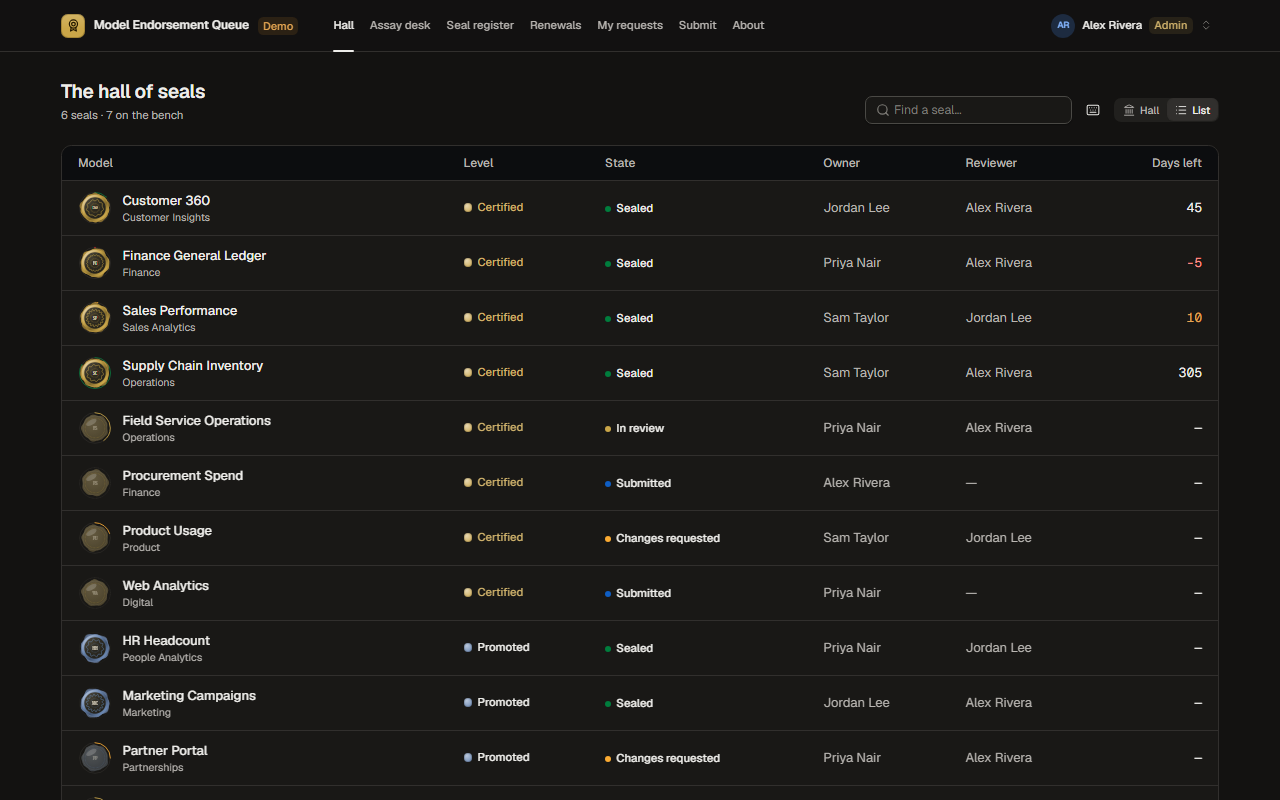 Model Endorsement Queue Demo Hall Assay desk Seal register Renewals My requests Submit About AR Alex Rivera Admin
The hall of seals
6 seals · 7 on the bench
Find a seal… Hall List
Model Level State Owner Reviewer Days left
Customer 360
Customer Insights
Certified Sealed Jordan Lee Alex Rivera 45
Finance General Ledger
Finance
Certified Sealed Priya Nair Alex Rivera -5
Sales Performance
Sales Analytics
Certified Sealed Sam Taylor Jordan Lee 10
Supply Chain Inventory
Operations
Certified Sealed Sam Taylor Alex Rivera 305
Field Service Operations
Operations
Certified In review Priya Nair Alex Rivera –
Procurement Spend
Finance
Certified Submitted Alex Rivera — –
Product Usage
Product
Certified Changes requested Sam Taylor Jordan Lee –
Web Analytics
Digital
Certified Submitted Priya Nair — –
HR Headcount
People Analytics
Promoted Sealed Priya Nair Jordan Lee –
Marketing Campaigns
Marketing
Promoted Sealed Jordan Lee Alex Rivera –
Partner Portal
Partnerships
Promoted Changes requested Priya Nair Alex Rivera –